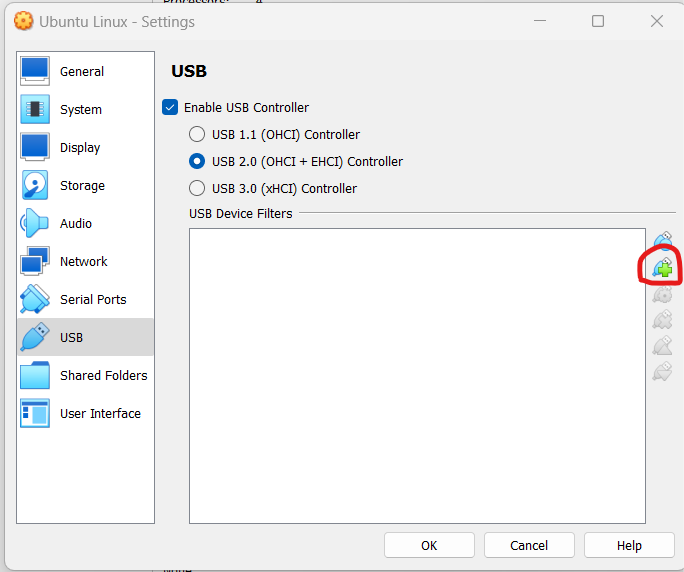 Processors: 4
Ubuntu Linux - Settings
General
System
Display
Storage
Audio
Network
Serial Ports
USB
Shared Folders
User Interface
USB
Enable USB Controller
USB 1.1 (OHCI) Controller
USB 2.0 (OHCI + EHCI) Controller
USB 3.0 (xHCI) Controller
USB Device Filters
OK
Cancel
Help